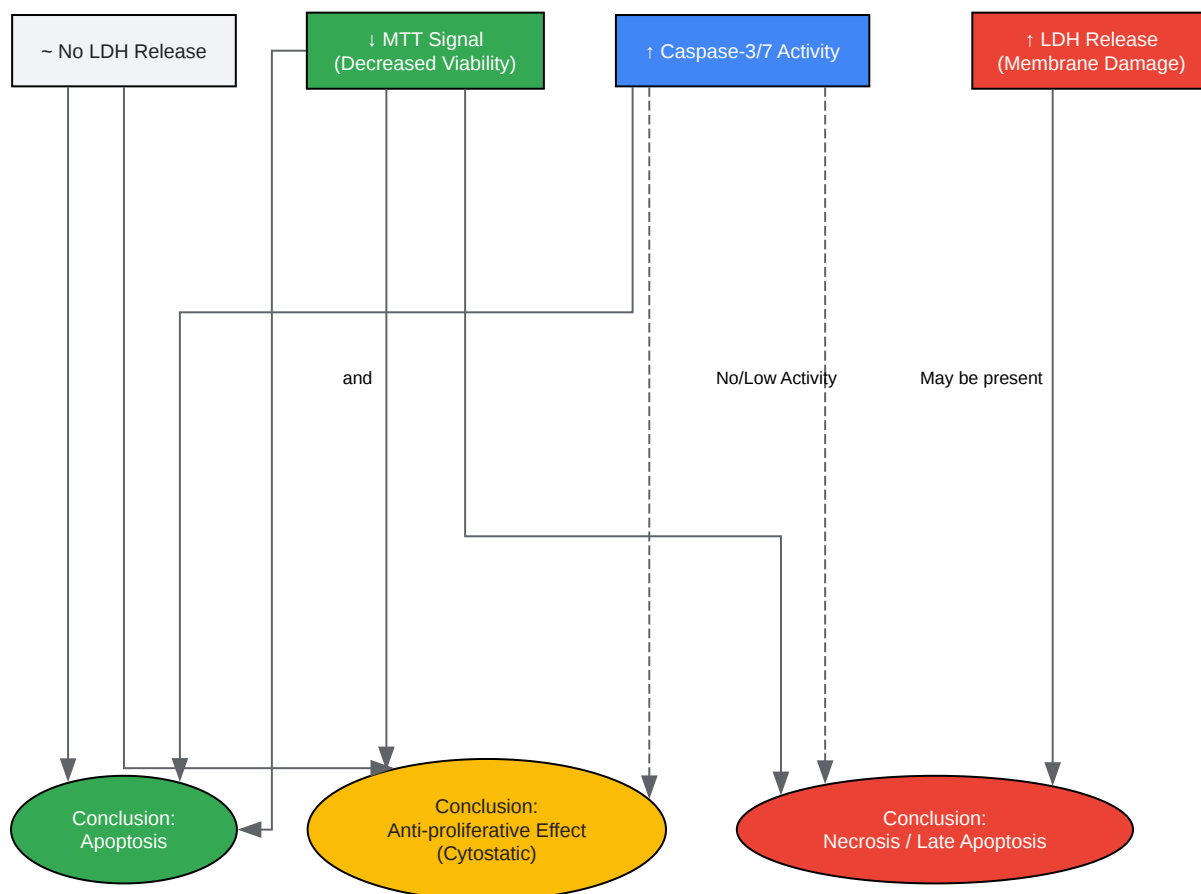 ~ No LDH Release
↓ MTT Signal
(Decreased Viability)
↑ Caspase-3/7 Activity
↑ LDH Release
(Membrane Damage)
and
No/Low Activity
May be present
Conclusion:
Apoptosis
Conclusion:
Anti-proliferative Effect
(Cytostatic)
Conclusion:
Necrosis / Late Apoptosis